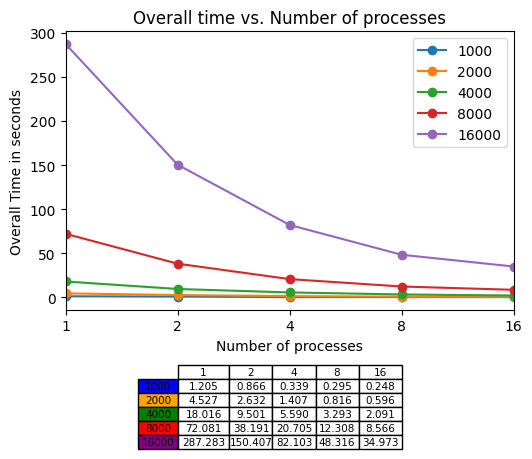 Overall time vs. Number of processes
300
250
200
150
100
50
0
Overall Time in seconds
1000
2000
4000
8000
16000
1 2 4 8 16
Number of processes
1 2 4 8 16
1000 1.205 0.866 0.339 0.295 0.248
2000 4.527 2.632 1.407 0.816 0.596
4000 18.016 9.501 5.590 3.293 2.091
8000 72.081 38.191 20.705 12.308 8.566
16000 287.283 150.407 82.103 48.316 34.973